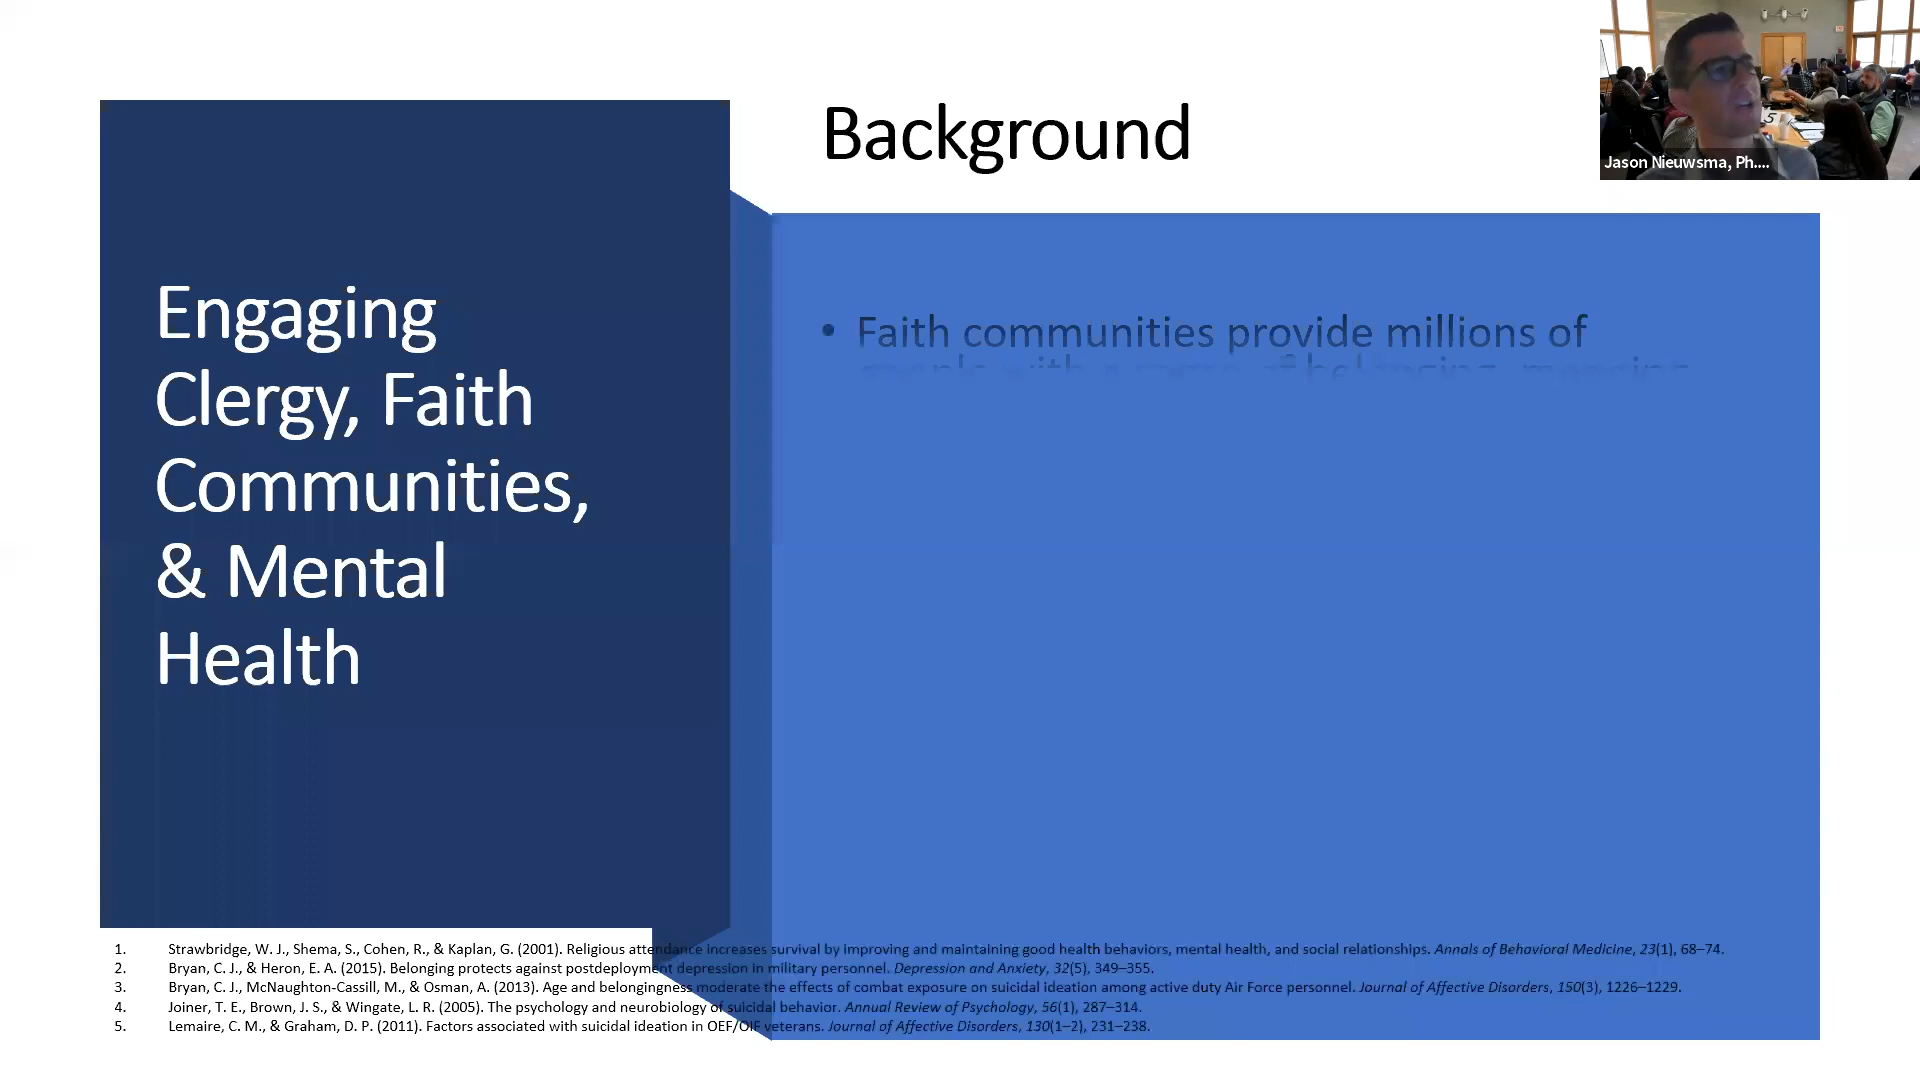 Background
Engaging
Clergy, Faith
Communities,
& Mental
Health
• Faith communities provide millions of
people with a sense of belonging, meaning
1. Strawbridge, W. J., Shema, S., Cohen, R., & Kaplan, G. (2001). Religious attendance increases survival by improving and maintaining good health behaviors, mental health, and social relationships. Annals of Behavioral Medicine, 23(1), 68–74.
2. Bryan, C. J., & Heron, E. A. (2015). Belonging protects against postdeployment depression in military personnel. Depression and Anxiety, 32(5), 349–355.
3. Bryan, C. J., McNaughton-Cassill, M., & Osman, A. (2013). Age and belongingness moderate the effects of combat exposure on suicidal ideation among active duty Air Force personnel. Journal of Affective Disorders, 150(3), 1226–1229.
4. Joiner, T. E., Brown, J. S., & Wingate, L. R. (2005). The psychology and neurobiology of suicidal behavior. Annual Review of Psychology, 56(1), 287–314.
5. Lemaire, C. M., & Graham, D. P. (2011). Factors associated with suicidal ideation in OEF/OIF veterans. Journal of Affective Disorders, 130(1–2), 231–238.
5
Jason Nieuwsma, Ph....